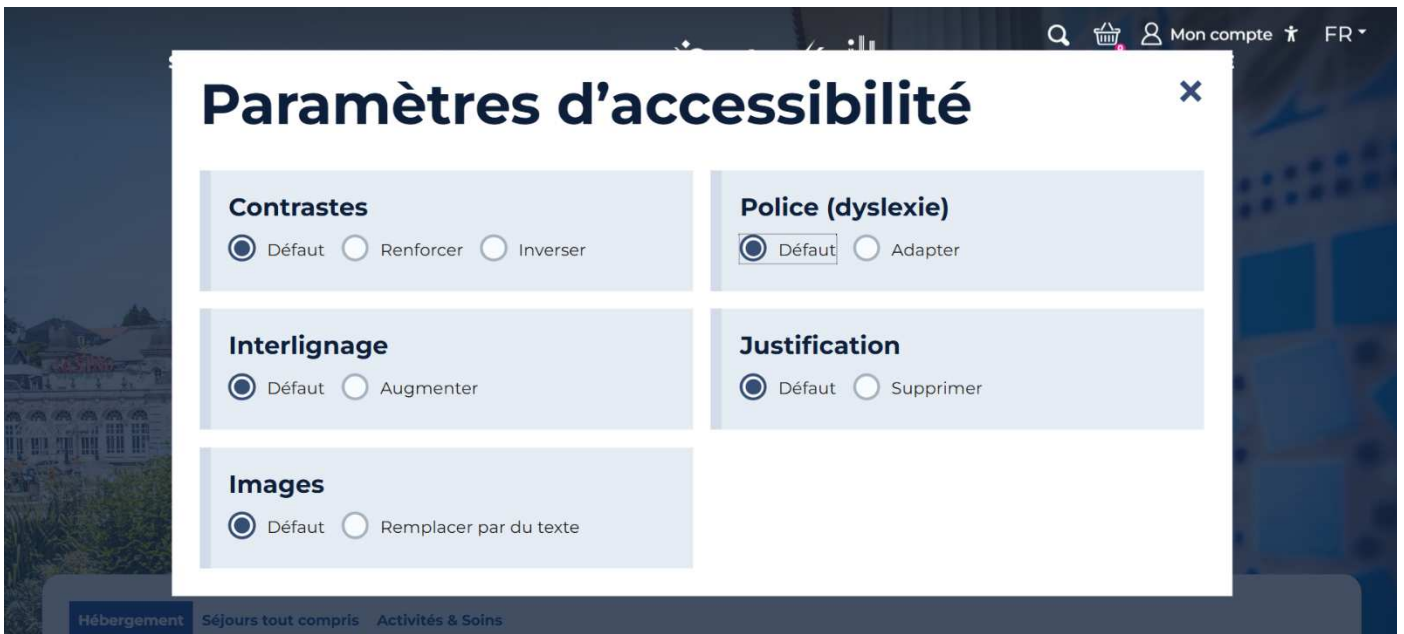 Mon compte FR
0
Paramètres d’accessibilité
Contrastes
Défaut Renforcer Inverser
Police (dyslexie)
Défaut Adapter
Interlignage
Défaut Augmenter
Justification
Défaut Supprimer
Images
Défaut Remplacer par du texte
Hébergement Séjours tout compris Activités & Soins